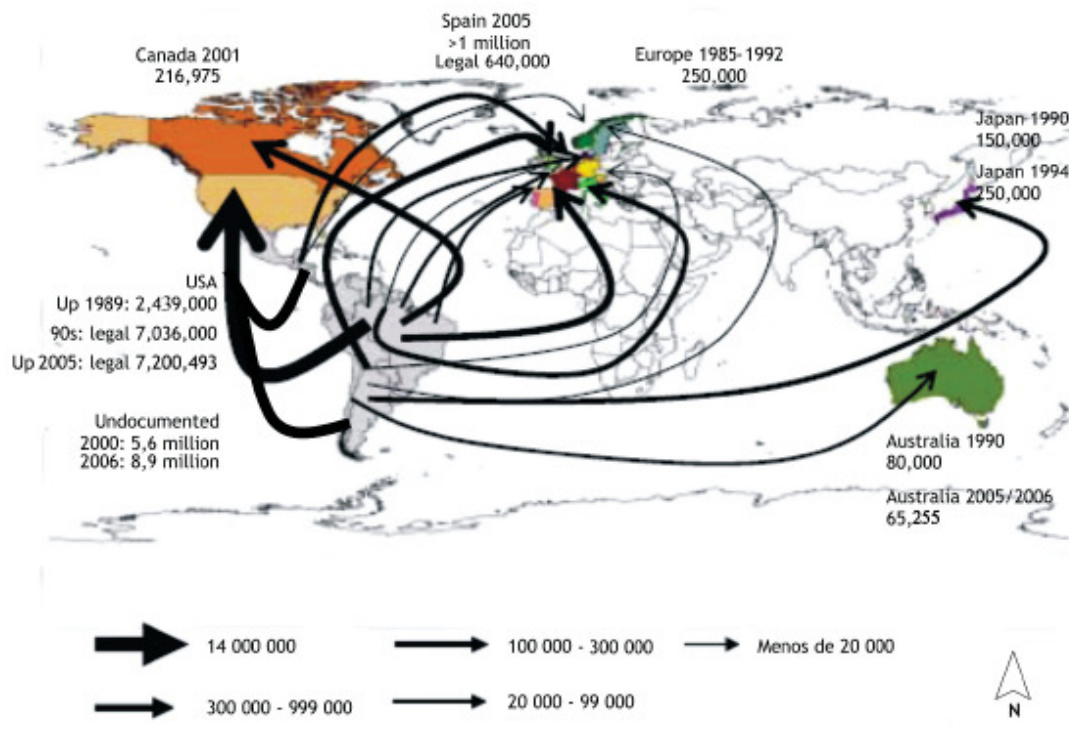 Spain 2005
>1 million
Legal 640,000
Canada 2001
216,975
Europe 1985-1992
250,000
Japan 1990
150,000
Japan 1994
250,000
USA
Up 1989: 2,439,000
90s: legal 7,036,000
Up 2005: legal 7,200,493
Undocumented
2000: 5,6 million
2006: 8,9 million
Australia 1990
80,000
Australia 2005/2006
65,255
14 000 000
100 000 - 300 000
Menos de 20 000
300 000 - 999 000
20 000 - 99 000
N